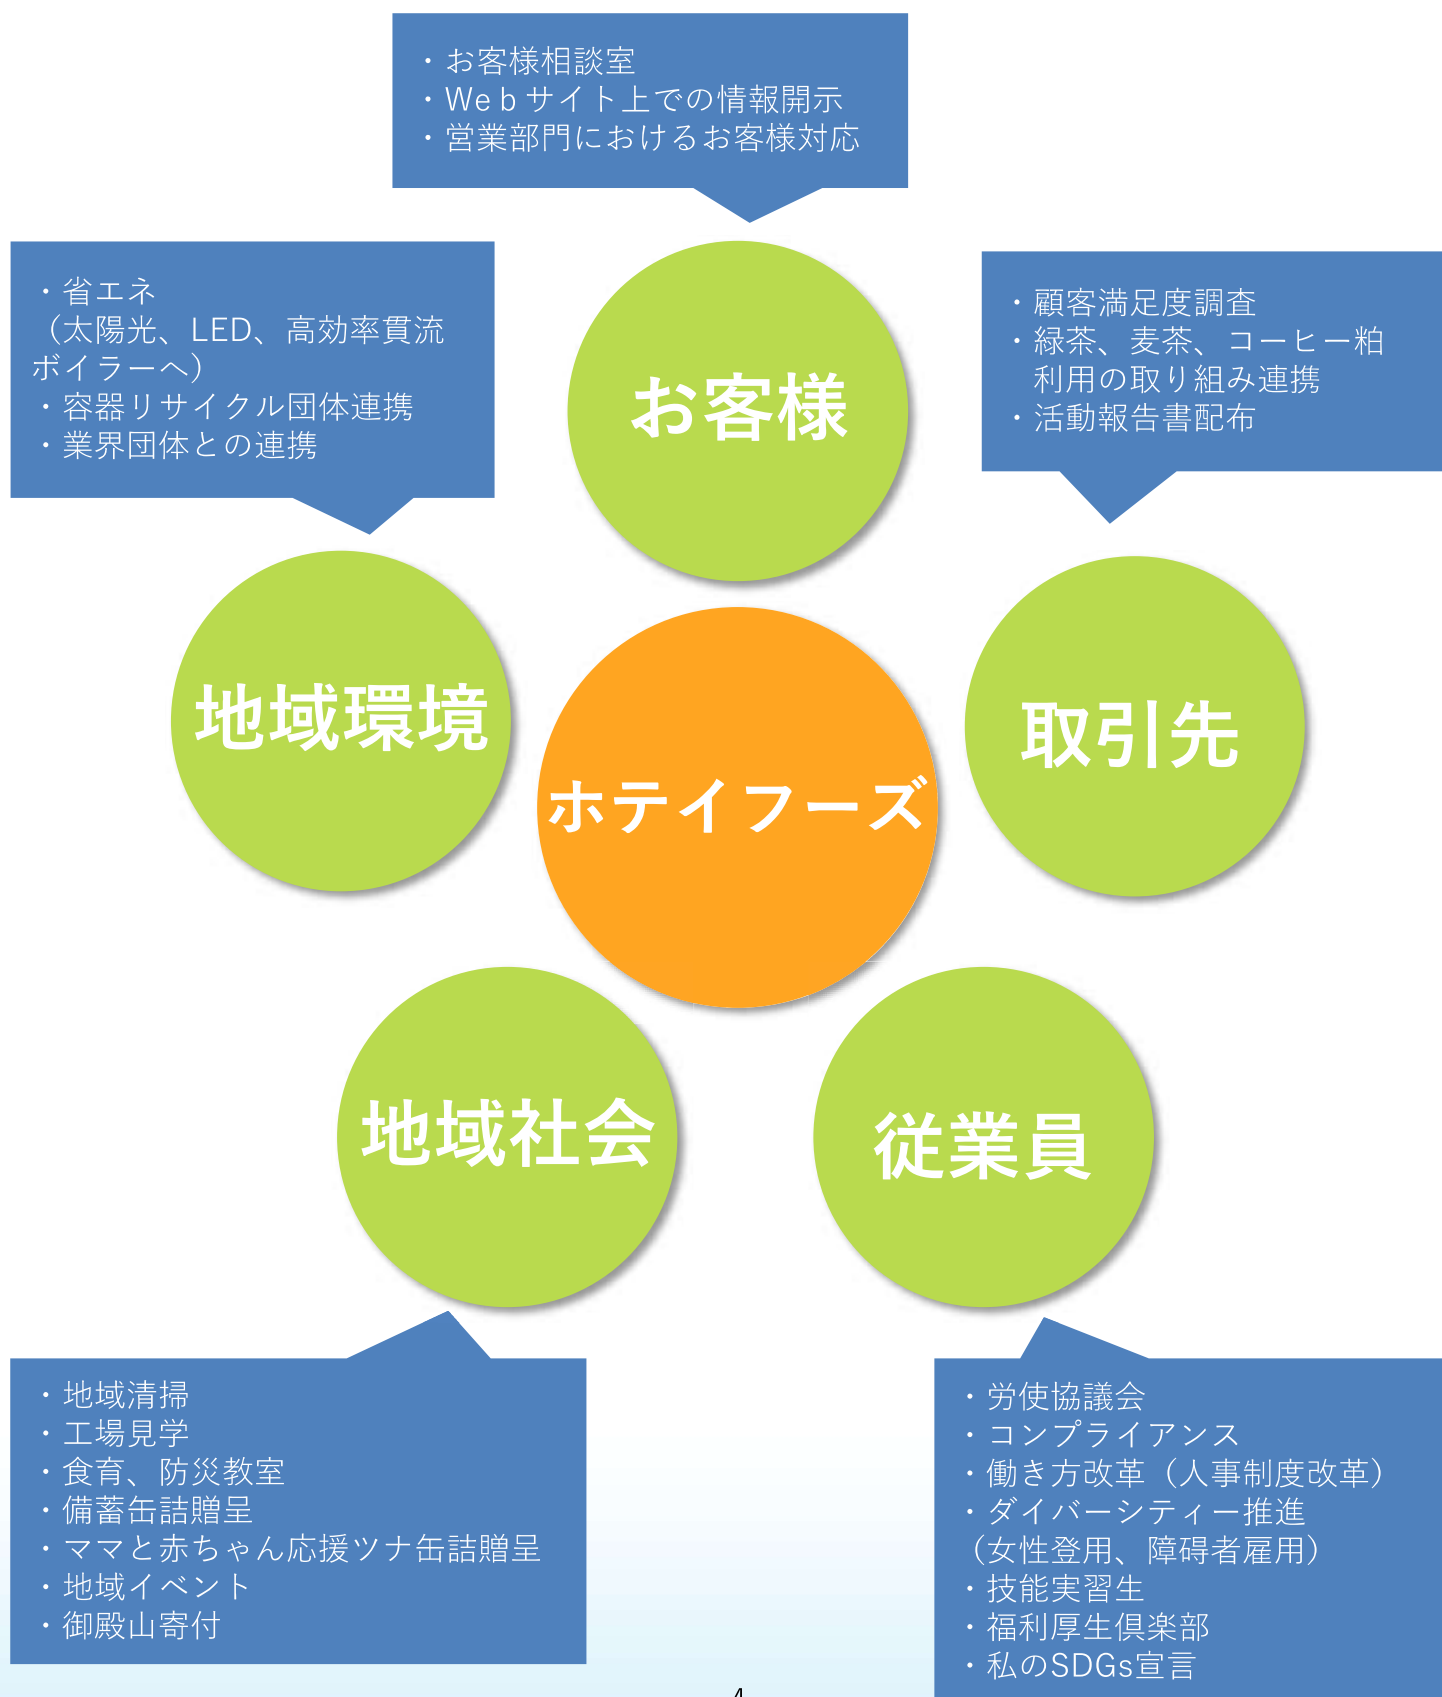 ・お客様相談室
・Webサイト上での情報開示
・営業部門におけるお客様対応
・省エネ
（太陽光、LED、高効率貫流
ボイラーへ）
・容器リサイクル団体連携
・業界団体との連携
・顧客満足度調査
・緑茶、麦茶、コーヒー粕
利用の取り組み連携
・活動報告書配布
お客様
地域環境
取引先
ホテイフーズ
地域社会
従業員
・地域清掃
・工場見学
・食育、防災教室
・備蓄缶詰贈呈
・ママと赤ちゃん応援ツナ缶詰贈呈
・地域イベント
・御殿山寄付
・労使協議会
・コンプライアンス
・働き方改革（人事制度改革）
・ダイバーシティー推進
（女性登用、障碍者雇用）
・技能実習生
・福利厚生倶楽部
・私のSDGs宣言
4